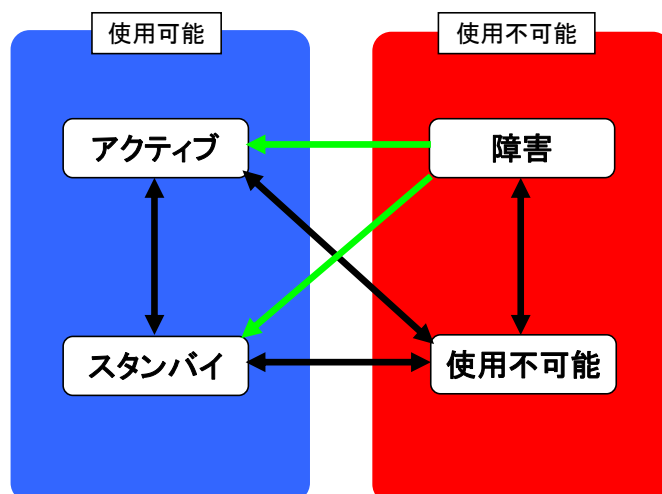 使用可能
使用不可能
アクティブ
障害
スタンバイ
使用不可能